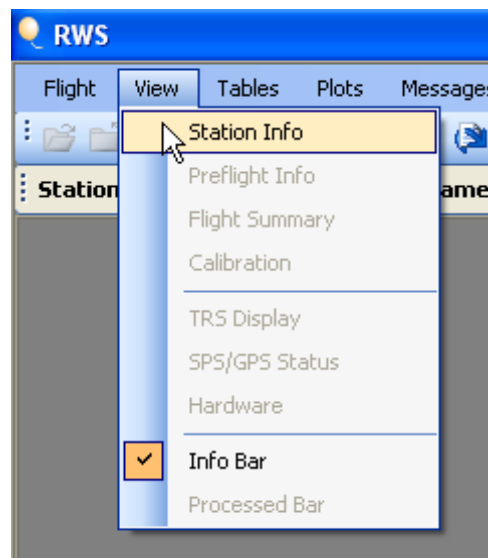 RWS
Flight View Tables Plots Messages
Station Info
Preflight Info
Station ame
Flight Summary
Calibration
TRS Display
SPS/GPS Status
Hardware
Info Bar
Processed Bar